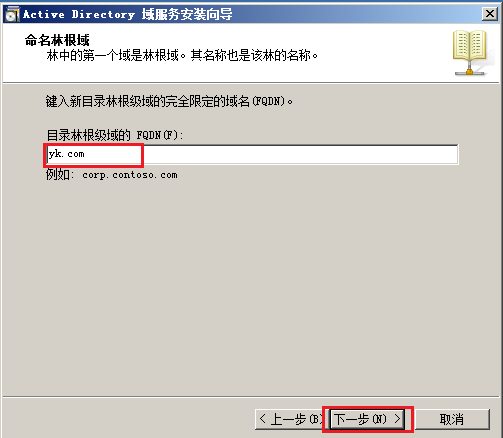 Active Directory 域服务安装向导
命名林根域
林中的第一个域是林根域。其名称也是该林的名称。
键入新目录林根级域的完全限定的域名(FQDN)。
目录林根级域的 FQDN(F):
yk.com
例如: corp.contoso.com
< 上一步(B) 下一步(N) > 取消